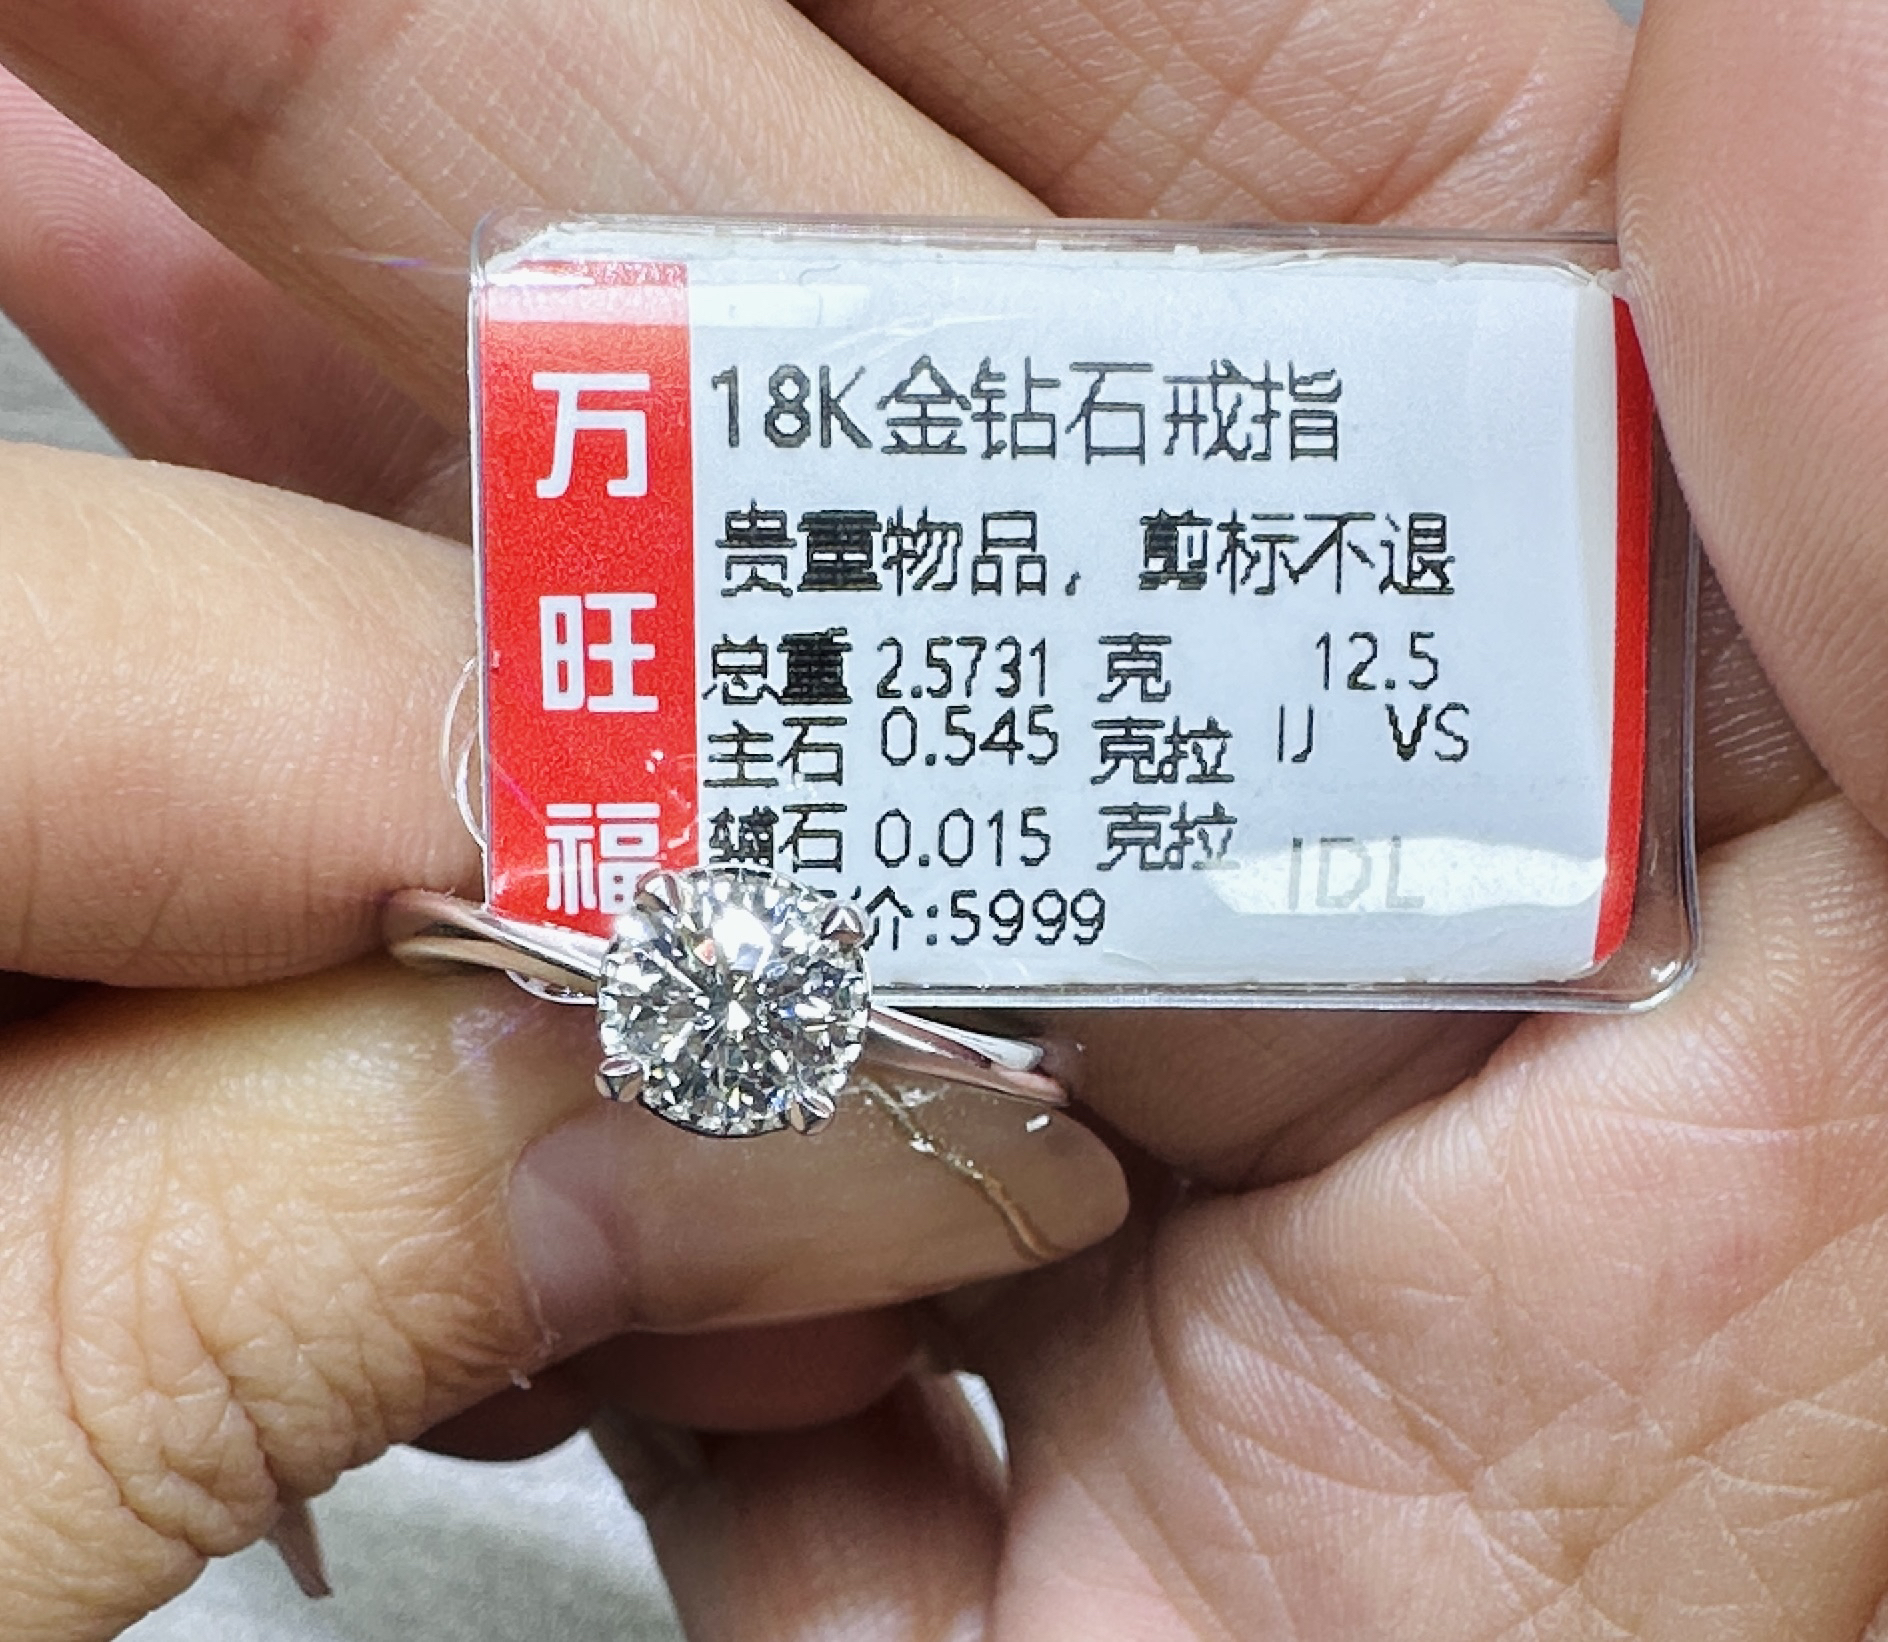 万旺福
18K金钻石戒指
贵重物品，剪标不退
总重 2.5731 克 12.5
主石 0.545 克拉 IJ VS
辅石 0.015 克拉 IDL
价:5999